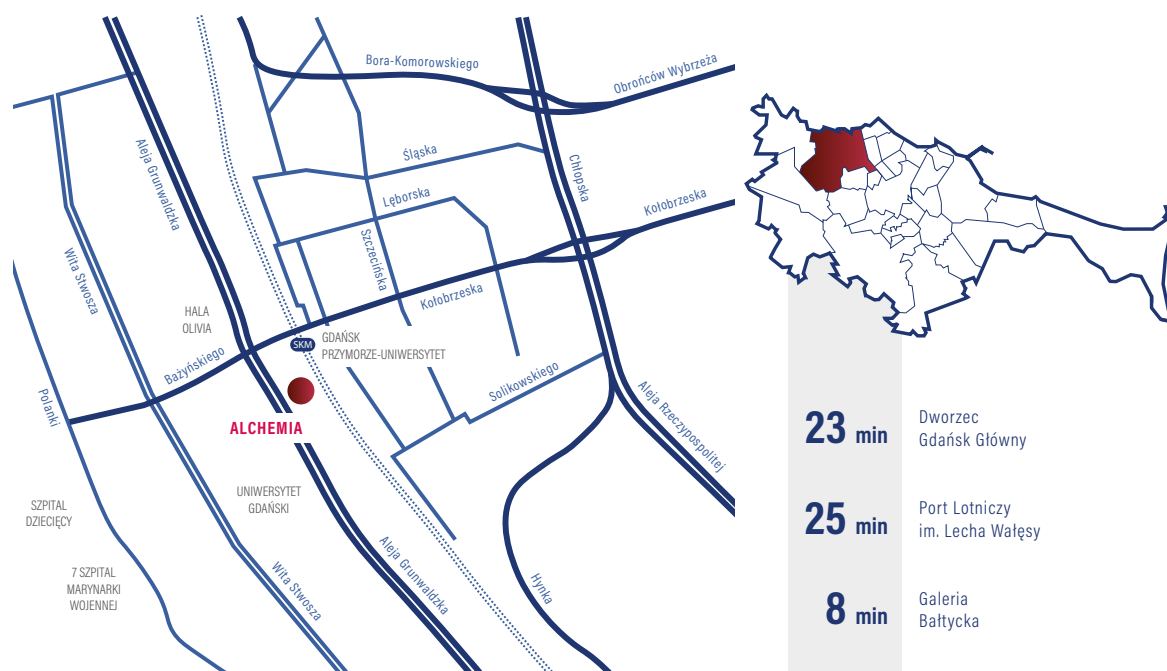 Bora-Komorowskiego
Obrońców Wybrzeża
Aleja Grunwaldzka
Śląska
Chłopska
Lęborska
Kołobrzeska
Szczecińska
Wita Stwosza
Kołobrzeska
HALA
OLIVIA
SKM
GDAŃSK
PRZYMORZE-UNIWERSYTET
Bażyńskiego
Solikowskiego
Polanki
Aleja Rzeczypospolitej
ALCHEMIA
UNIWERSYTET
GDAŃSKI
SZPITAL
DZIECIĘCY
Aleja Grunwaldzka
7 SZPITAL
MARYNARKI
WOJENNEJ
Wita Stwosza
Hynka
23 min
Dworzec
Gdańsk Główny
25 min
Port Lotniczy
im. Lecha Wałęsy
8 min
Galeria
Bałtycka